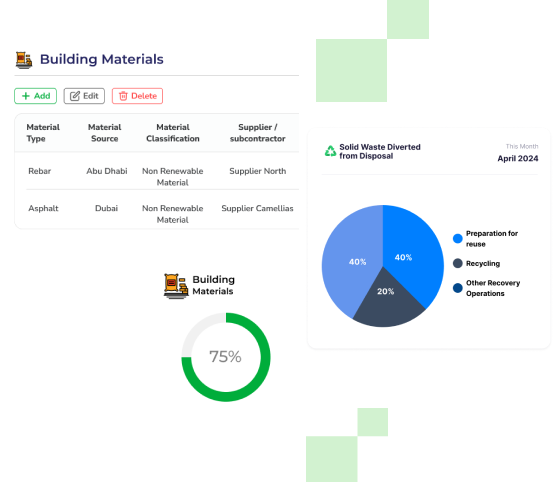 Building Materials
+ Add
Edit
Delete
Material Type
Material Source
Material Classification
Supplier / subcontractor
Rebar
Abu Dhabi
Non Renewable Material
Supplier North
Asphalt
Dubai
Non Renewable Material
Supplier Camellias
Building
Materials
75%
Solid Waste Diverted
from Disposal
This Month
April 2024
40%
40%
20%
Preparation for
reuse
Recycling
Other Recovery
Operations